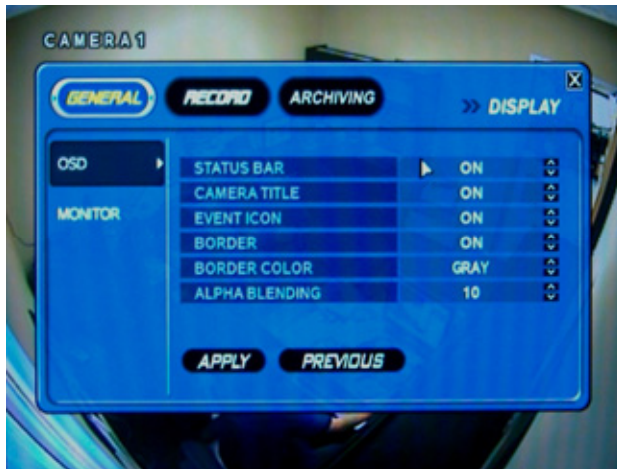 CAMERA1
GENERAL RECORD ARCHIVING
X
» DISPLAY
OSD
MONITOR
STATUS BAR ON
CAMERA TITLE ON
EVENT ICON ON
BORDER ON
BORDER COLOR GRAY
ALPHA BLENDING 10
APPLY PREVIOUS